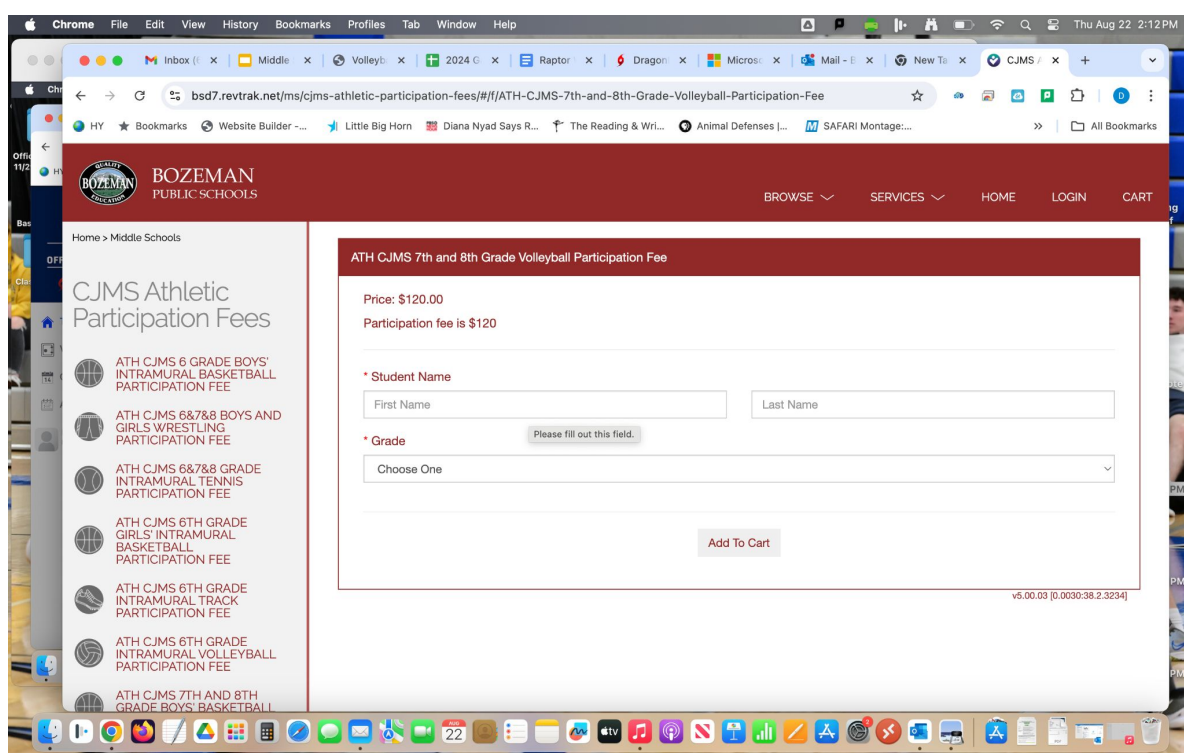 Chrome File Edit View History Bookmarks Profiles Tab Window Help
Thu Aug 22 2:12 PM
Inbox ( Middle Volleyb 2024 G Raptor Dragon Microsc Mail - New Ta CJMS
bsd7.revtrak.net/ms/cjms-athletic-participation-fees/#/f/ATH-CJMS-7th-and-8th-Grade-Volleyball-Participation-Fee
HY Bookmarks Website Builder -... Little Big Horn Diana Nyad Says R... The Reading & Wri... Animal Defenses |... SAFARI Montage:... » All Bookmarks
QUALITY
BOZEMAN
EDUCATION
BOZEMAN
PUBLIC SCHOOLS
BROWSE SERVICES HOME LOGIN CART
Home > Middle Schools
CJMS Athletic
Participation Fees
ATH CJMS 6 GRADE BOYS'
INTRAMURAL BASKETBALL
PARTICIPATION FEE
ATH CJMS 6&7&8 BOYS AND
GIRLS WRESTLING
PARTICIPATION FEE
ATH CJMS 6&7&8 GRADE
INTRAMURAL TENNIS
PARTICIPATION FEE
ATH CJMS 6TH GRADE
GIRLS' INTRAMURAL
BASKETBALL
PARTICIPATION FEE
ATH CJMS 6TH GRADE
INTRAMURAL TRACK
PARTICIPATION FEE
ATH CJMS 6TH GRADE
INTRAMURAL VOLLEYBALL
PARTICIPATION FEE
ATH CJMS 7TH AND 8TH
GRADE BOYS' BASKETBALL
ATH CJMS 7th and 8th Grade Volleyball Participation Fee
Price: $120.00
Participation fee is $120
* Student Name
First Name Last Name
Please fill out this field.
* Grade
Choose One
Add To Cart
v5.00.03 [0.0030:38.2.3234]
AUG
22
tv